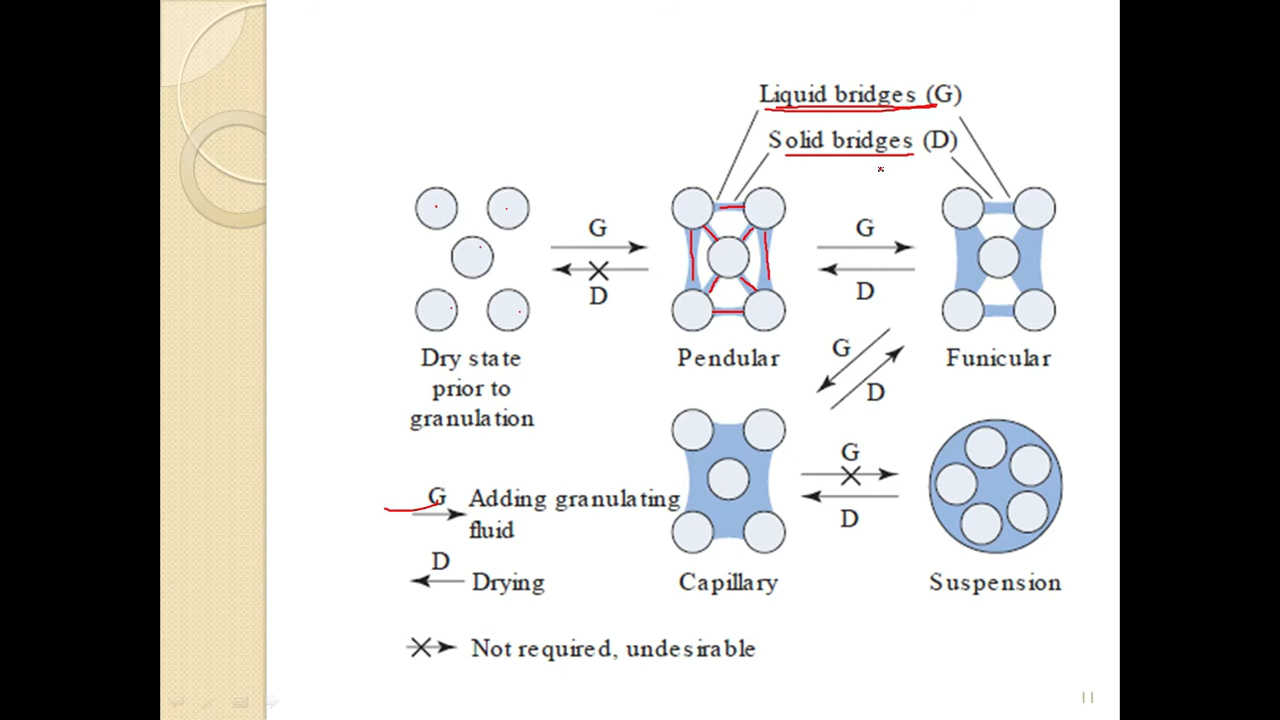 Liquid bridges (G)
Solid bridges (D)
G
D
G
D
Dry state
prior to
granulation
Pendular
Funicular
G
D
G
D
G
Adding granulating
fluid
D
Drying
Capillary
Suspension
Not required, undesirable
11